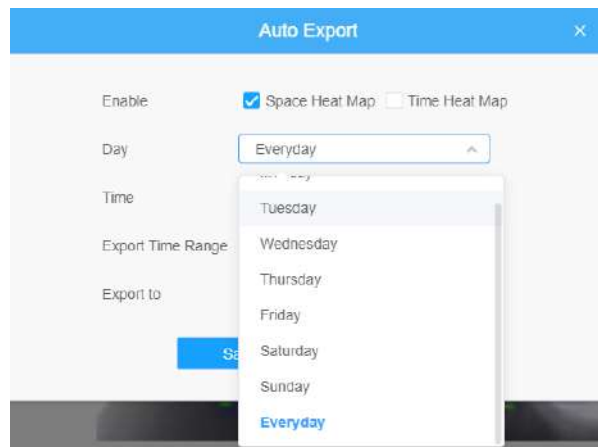 Auto Export
Enable
Space Heat Map
Time Heat Map
Day
Everyday
Time
Tuesday
Export Time Range
Wednesday
Thursday
Export to
Friday
Saturday
Sunday
Everyday